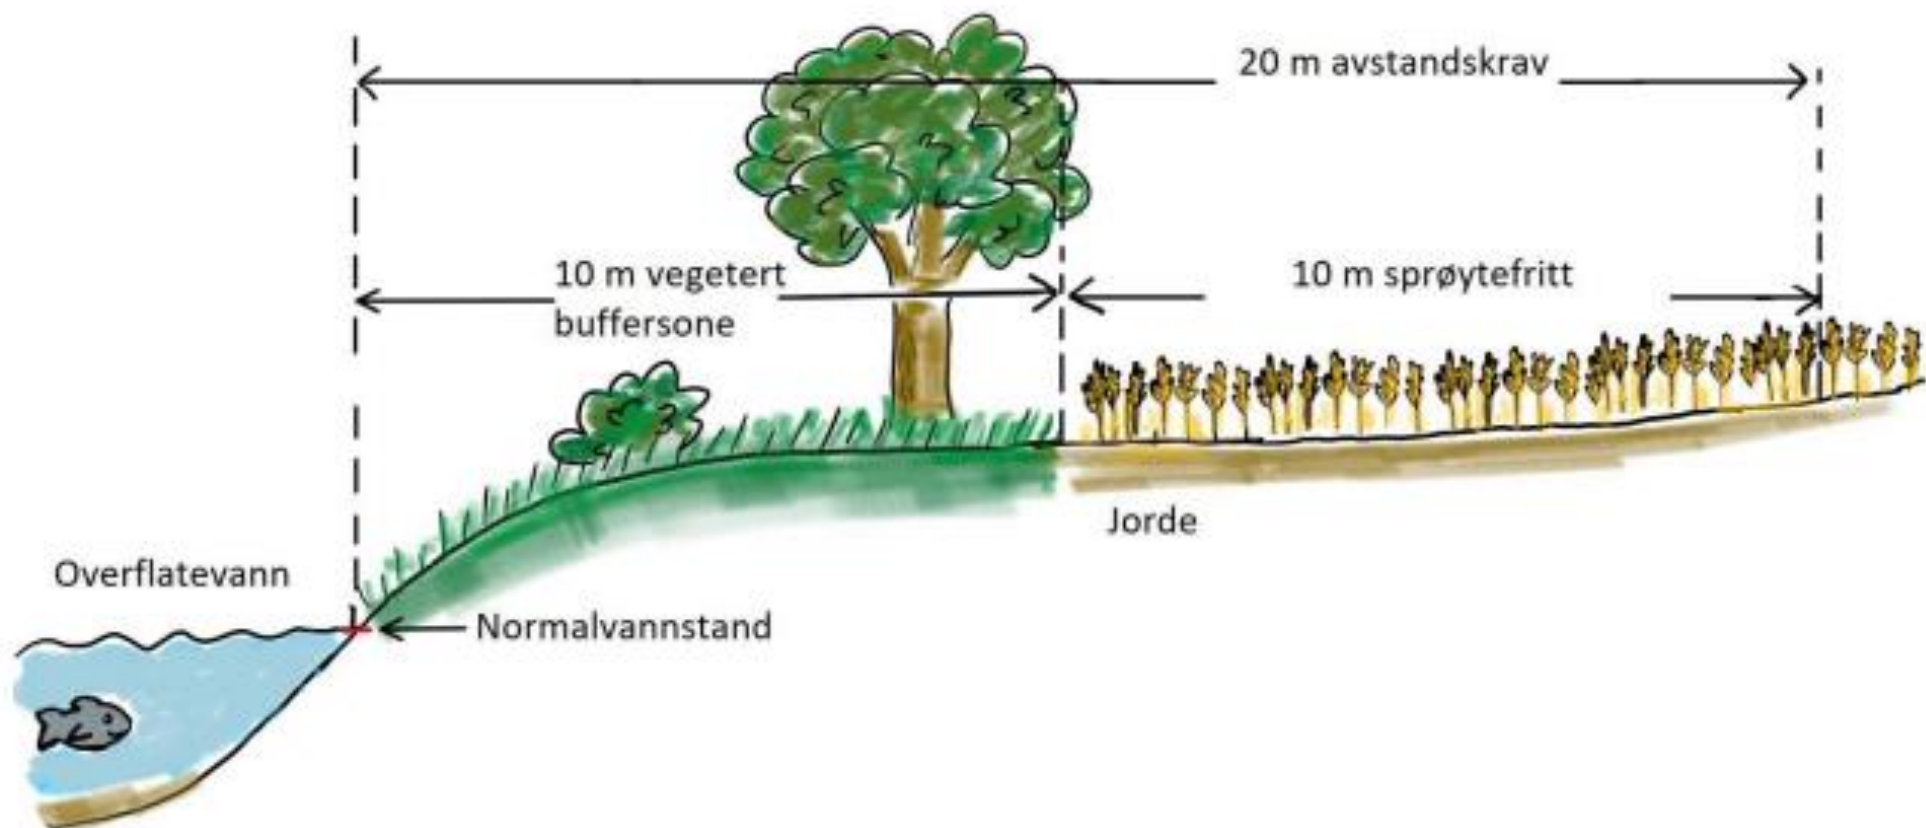 20 m avstandskrav
10 m vegetert
buffersone
10 m sprøytefritt
Jorde
Overflatevann
Normalvannstand